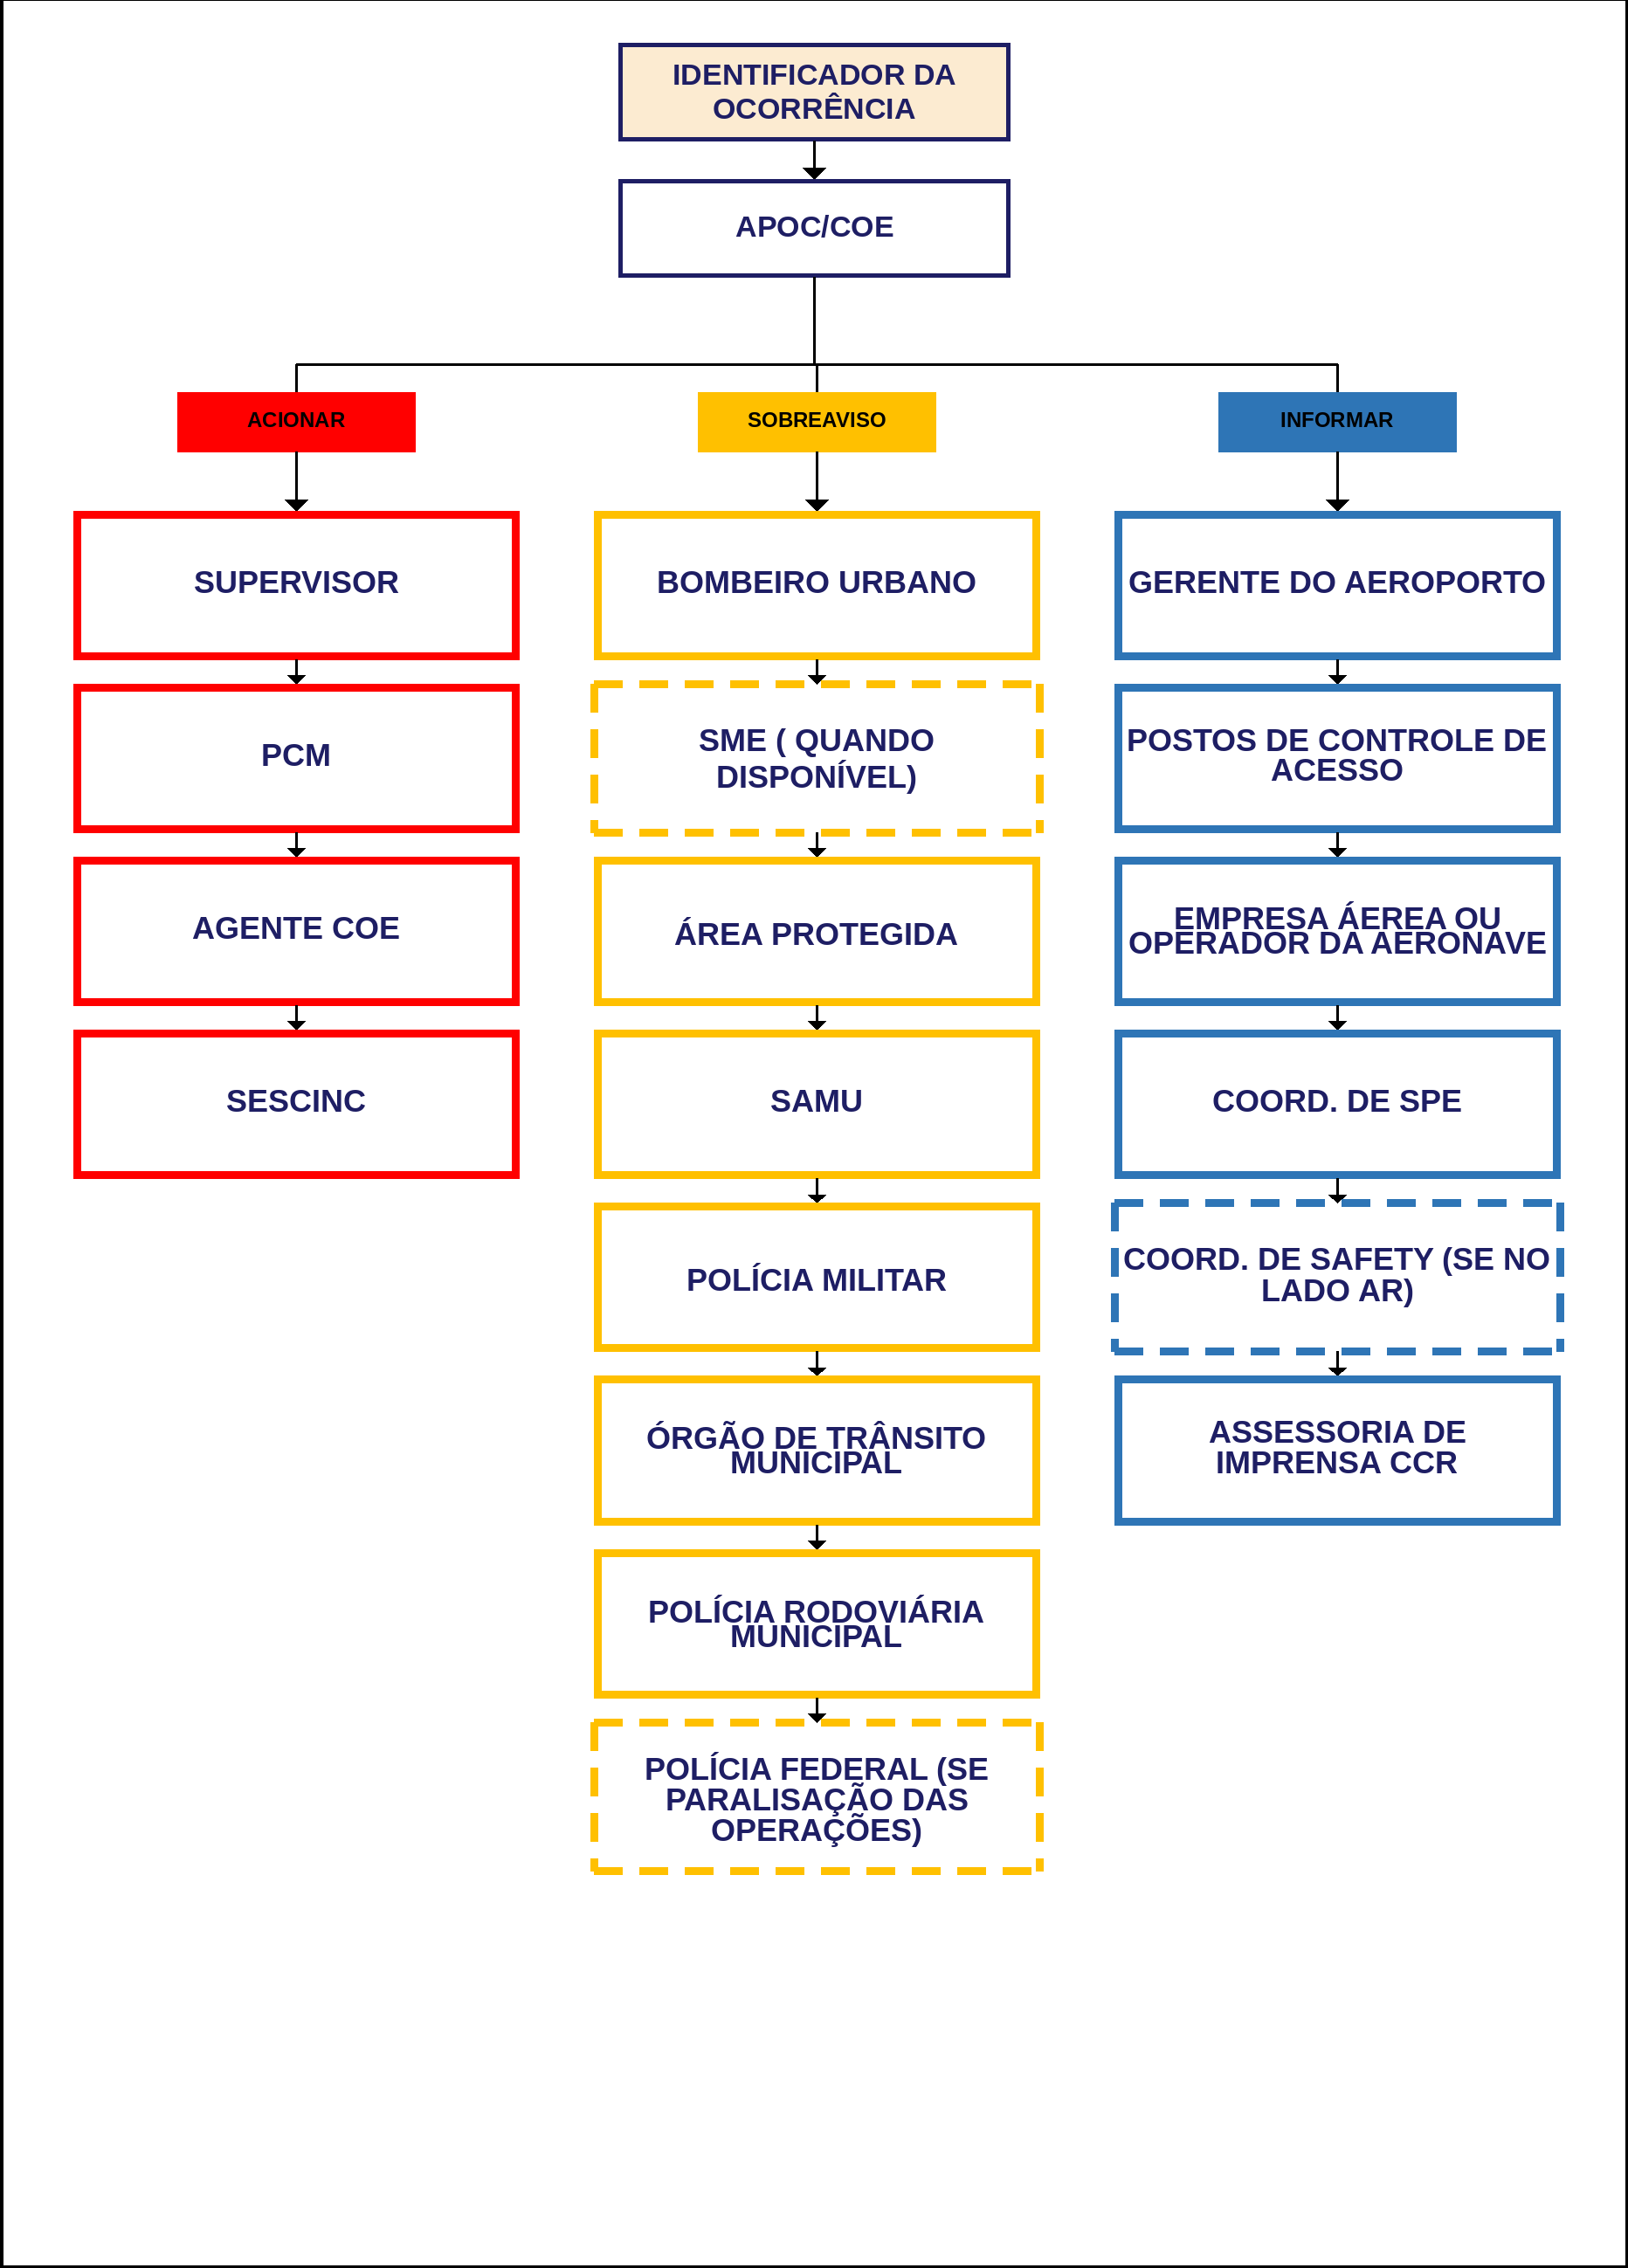 IDENTIFICADOR DA
OCORRÊNCIA
APOC/COE
ACIONAR
SOBREAVISO
INFORMAR
SUPERVISOR
PCM
AGENTE COE
SESCINC
BOMBEIRO URBANO
SME ( QUANDO
DISPONÍVEL)
ÁREA PROTEGIDA
SAMU
POLÍCIA MILITAR
ÓRGÃO DE TRÂNSITO
MUNICIPAL
POLÍCIA RODOVIÁRIA
MUNICIPAL
POLÍCIA FEDERAL (SE
PARALISAÇÃO DAS
OPERAÇÕES)
GERENTE DO AEROPORTO
POSTOS DE CONTROLE DE
ACESSO
EMPRESA ÁEREA OU
OPERADOR DA AERONAVE
COORD. DE SPE
COORD. DE SAFETY (SE NO
LADO AR)
ASSESSORIA DE
IMPRENSA CCR